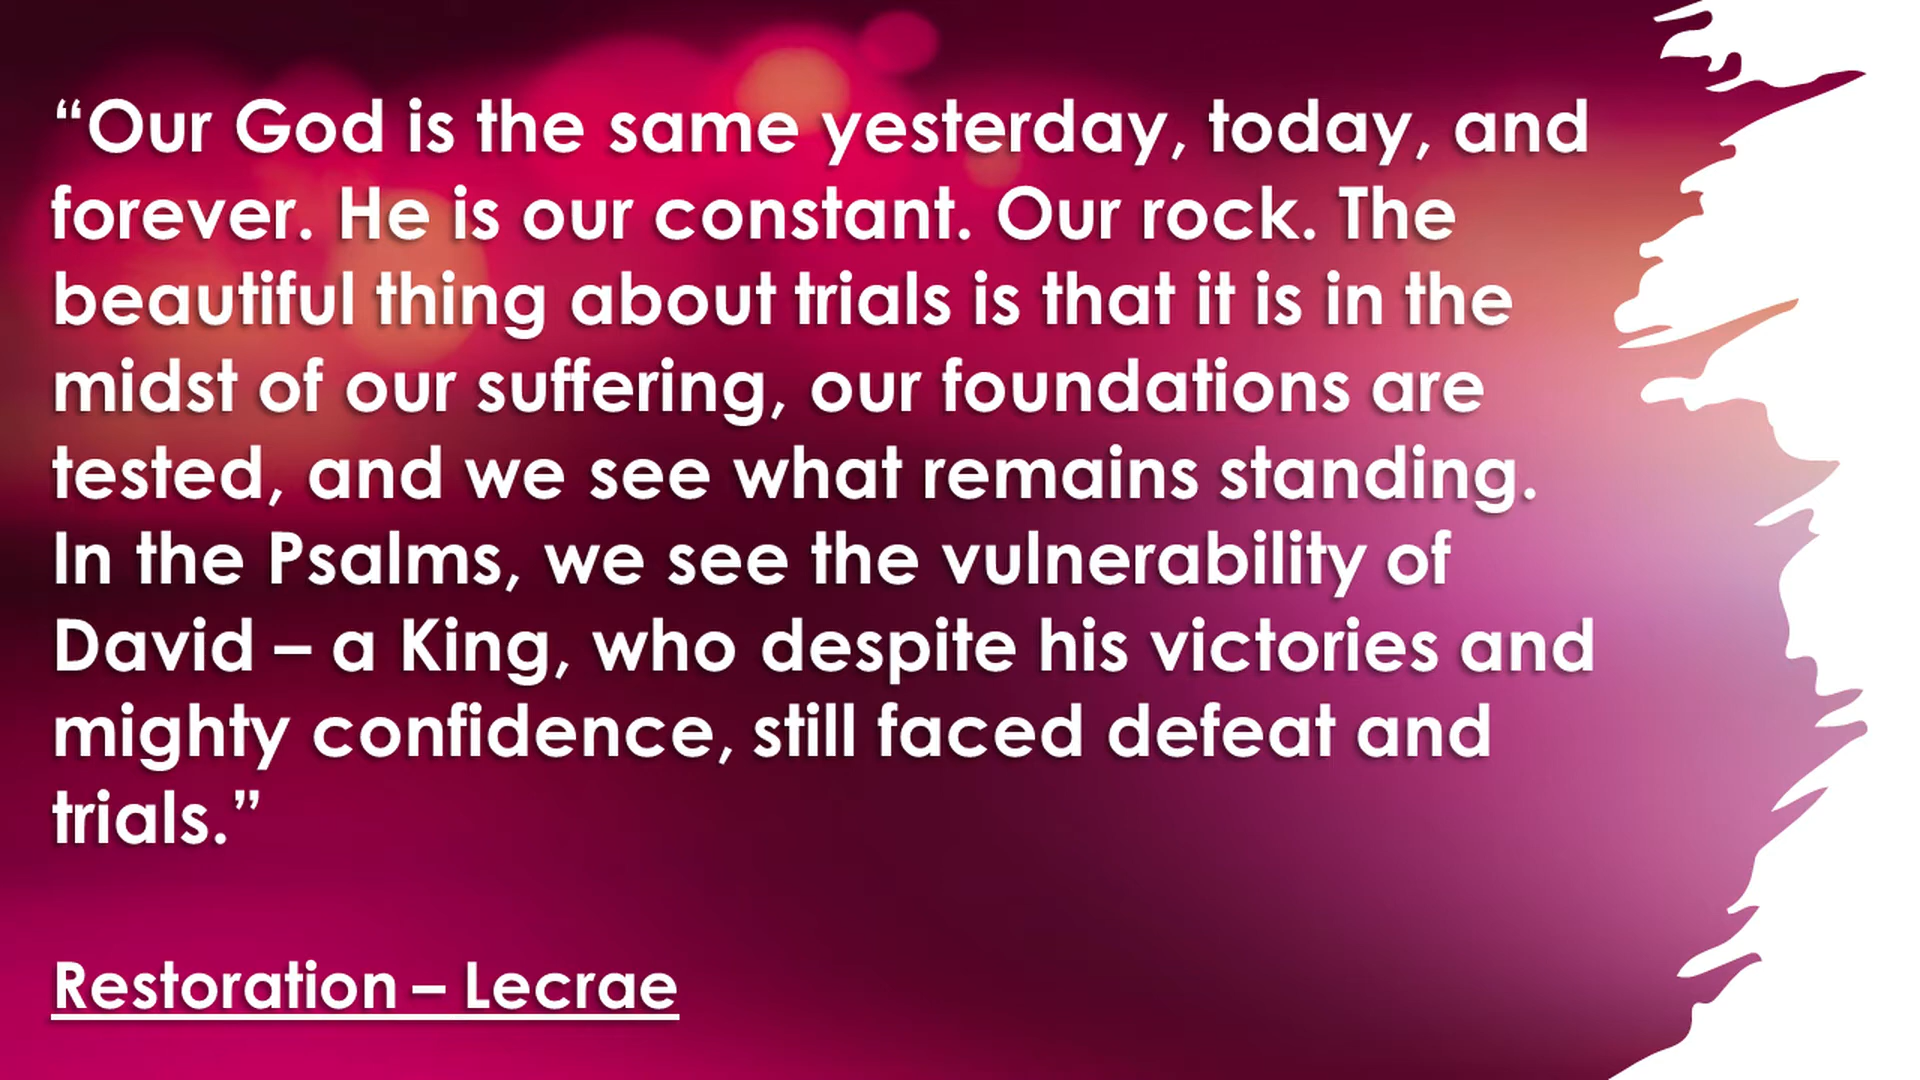 “Our God is the same yesterday, today, and
forever. He is our constant. Our rock. The
beautiful thing about trials is that it is in the
midst of our suffering, our foundations are
tested, and we see what remains standing.
In the Psalms, we see the vulnerability of
David – a King, who despite his victories and
mighty confidence, still faced defeat and
trials.”
Restoration – Lecrae